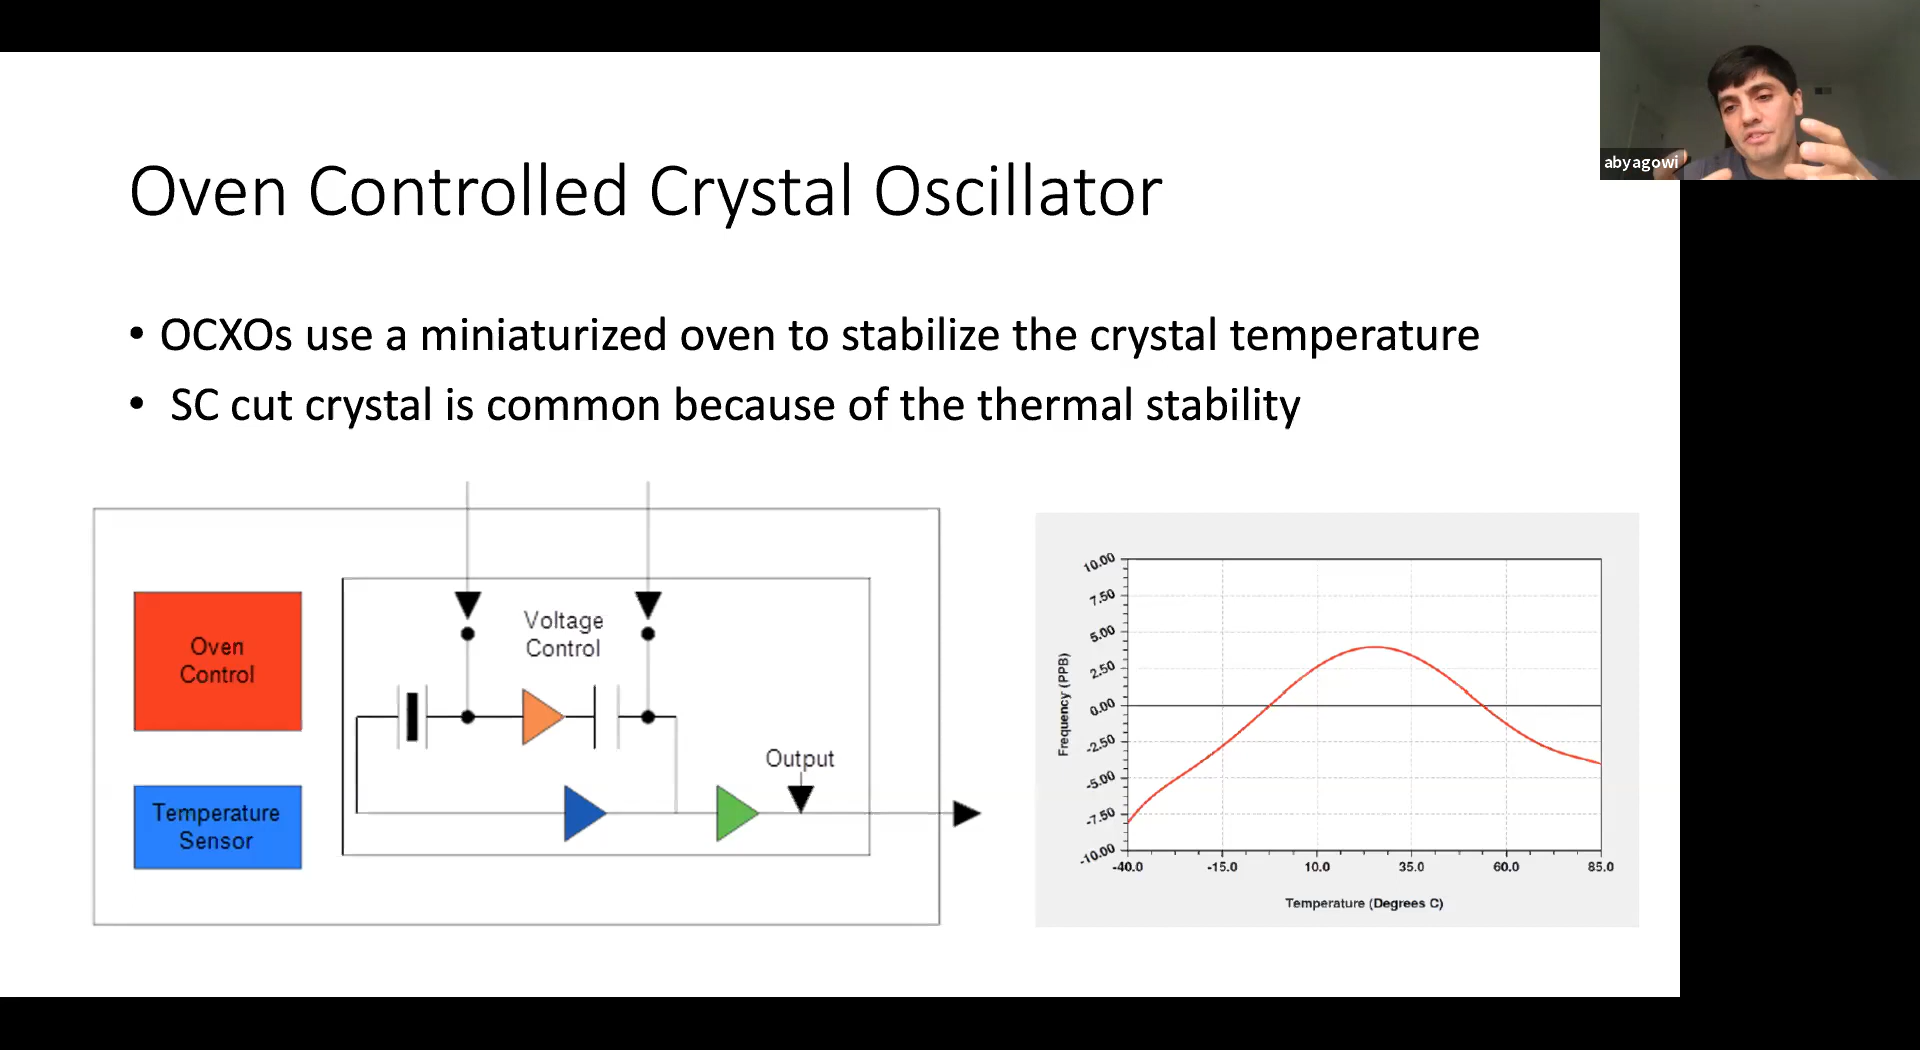 abyagowi
Oven Controlled Crystal Oscillator
• OCXOs use a miniaturized oven to stabilize the crystal temperature
• SC cut crystal is common because of the thermal stability
Oven
Control
Temperature
Sensor
Voltage
Control
Output
Frequency (PPB)
10.00
7.50
5.00
2.50
0.00
-2.50
-5.00
-7.50
-10.00
-40.0 -15.0 10.0 35.0 60.0 85.0
Temperature (Degrees C)